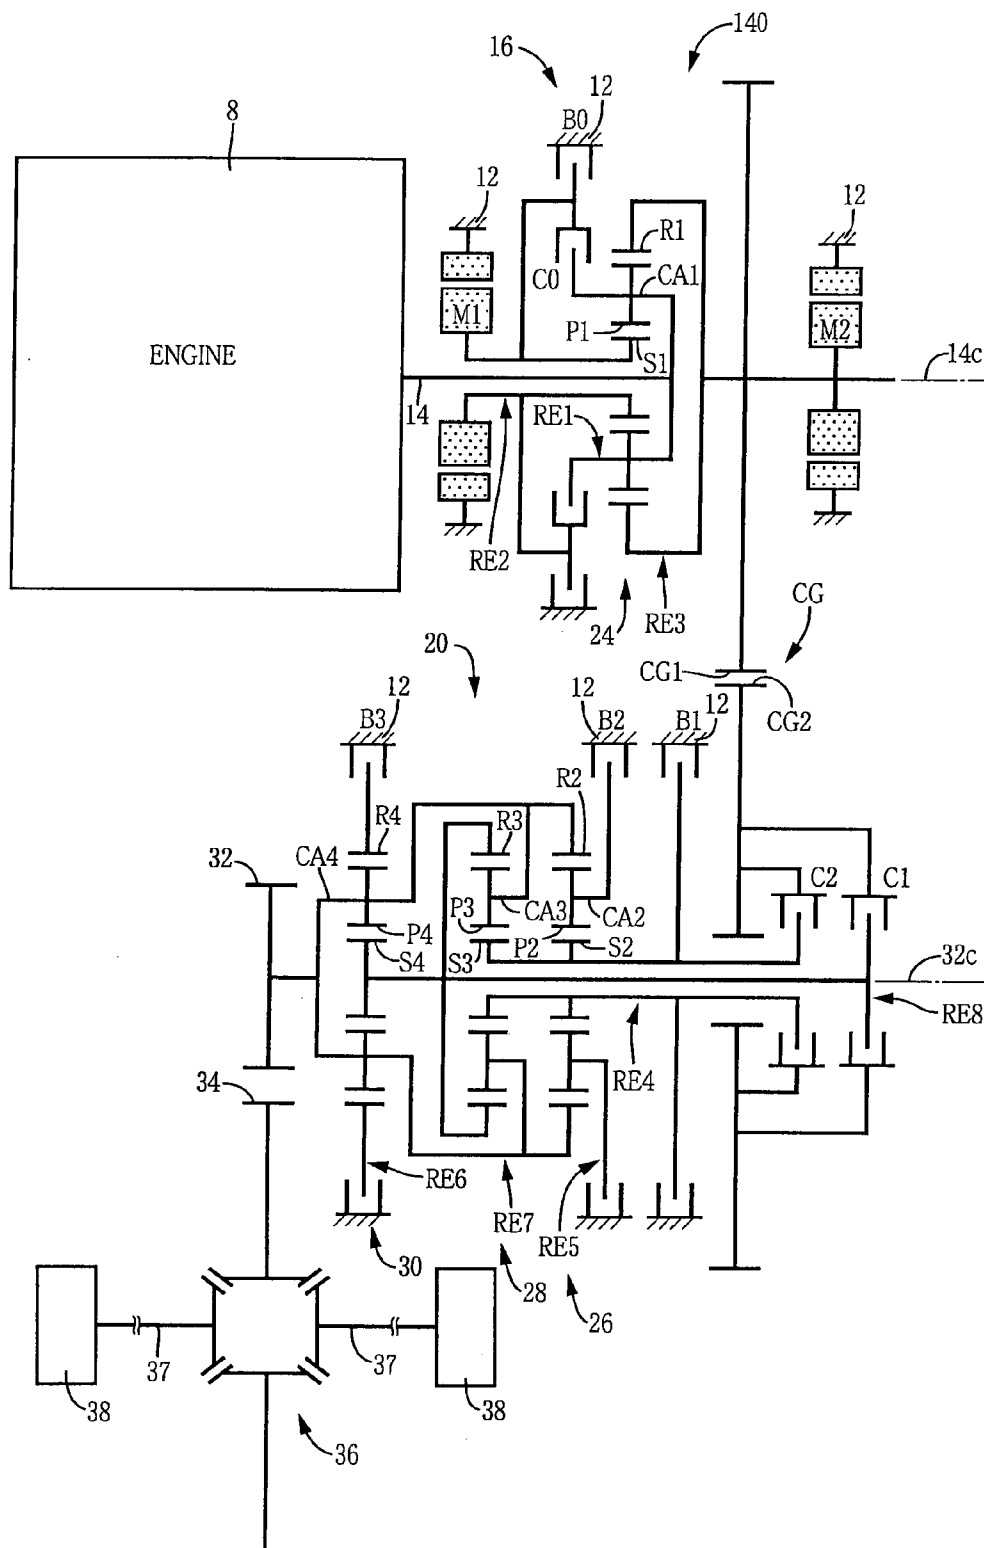 140
16
12
B0
8
12
12
R1
C0
CA1
M1
P1
M2
S1
ENGINE
14c
14
RE1
RE2
RE3
24
CG
20
CG1
CG2
B3
12
12
B2
B1
12
R2
R4
R3
CA4
32
C2
C1
P3
CA3
CA2
P4
P2
S2
S4
S3
32c
RE8
RE4
34
RE6
RE7
RE5
30
28
26
37
37
38
38
36